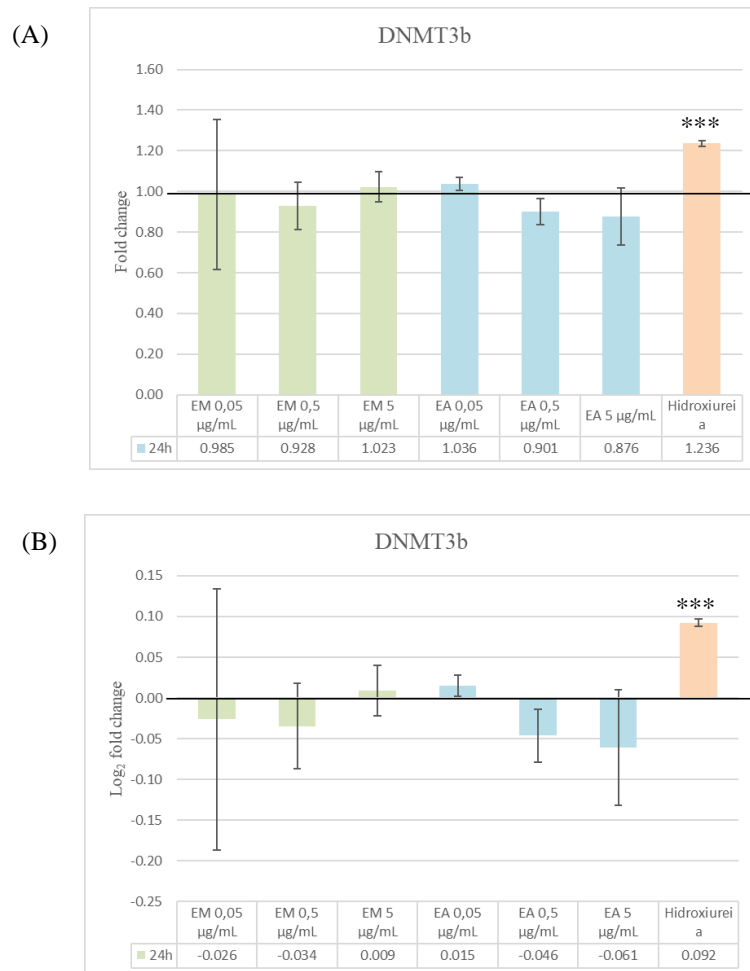 (A)
DNMT3b
1.60
1.40
1.20
1.00
0.80
0.60
0.40
0.20
0.00
Fold change
***
EM 0,05 µg/mL
EM 0,5 µg/mL
EM 5 µg/mL
EA 0,05 µg/mL
EA 0,5 µg/mL
EA 5 µg/mL
Hidroxiurei
a
24h 0.985 0.928 1.023 1.036 0.901 0.876 1.236
(B)
DNMT3b
0.15
0.10
0.05
0.00
-0.05
-0.10
-0.15
-0.20
-0.25
Log₂ fold change
***
EM 0,05 µg/mL
EM 0,5 µg/mL
EM 5 µg/mL
EA 0,05 µg/mL
EA 0,5 µg/mL
EA 5 µg/mL
Hidroxiurei
a
24h -0.026 -0.034 0.009 0.015 -0.046 -0.061 0.092